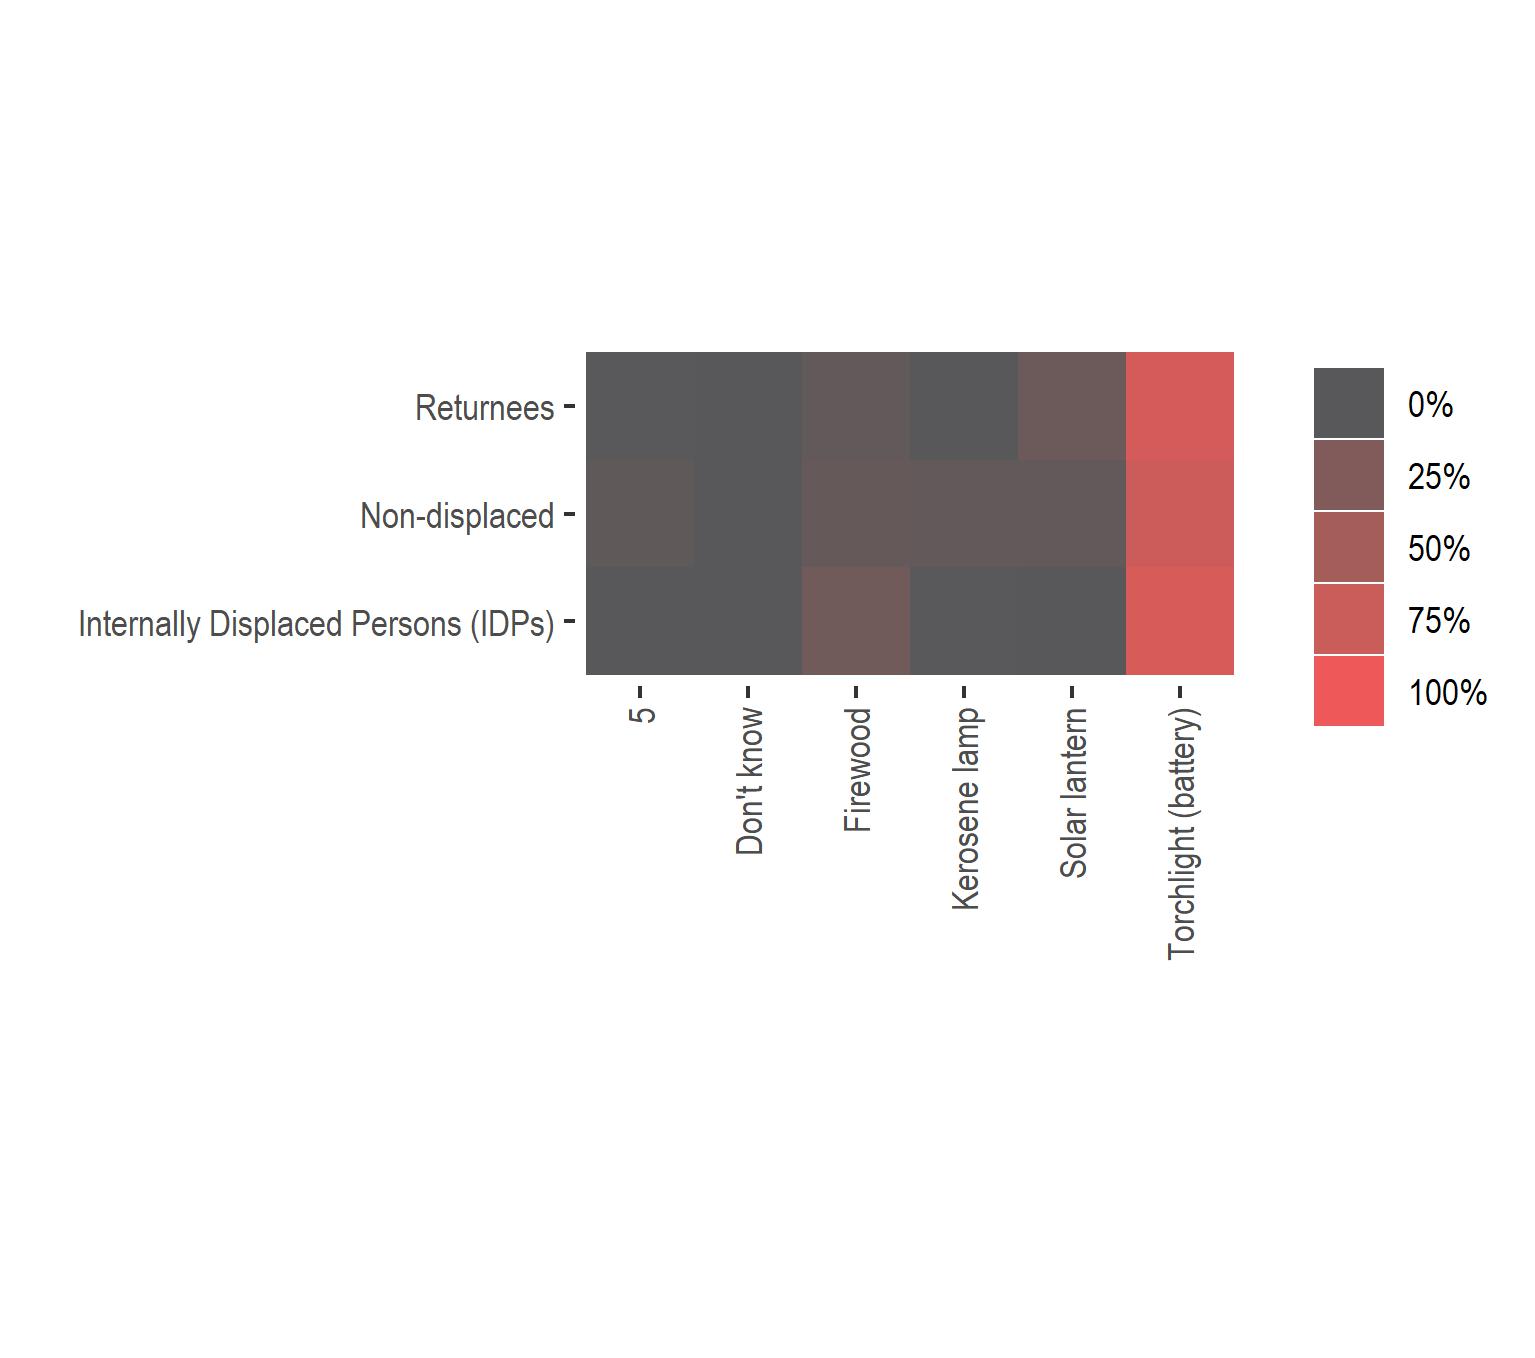 Returnees
Non-displaced
Internally Displaced Persons (IDPs)
5
Don't know
Firewood
Kerosene lamp
Solar lantern
Torchlight (battery)
0%
25%
50%
75%
100%